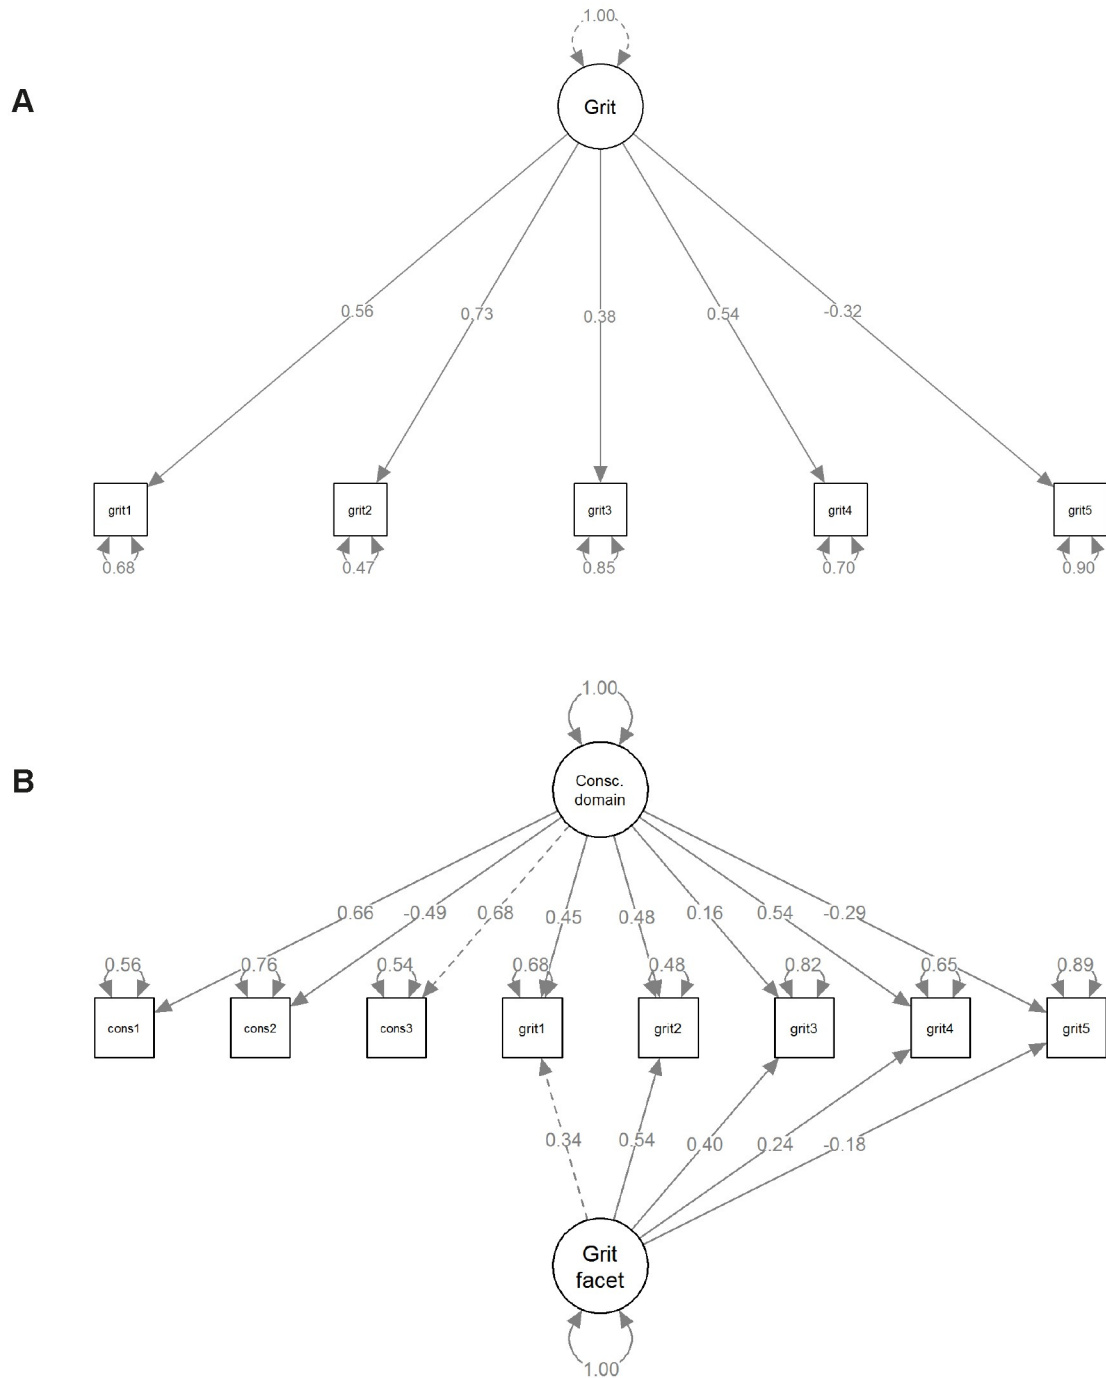 1.00
A
Grit
0.56
0.73
0.38
0.54
-0.32
grit1
grit2
grit3
grit4
grit5
0.68
0.47
0.85
0.70
0.90
1.00
B
Consc.
domain
0.66
-0.49
0.68
0.45
0.48
0.16
0.54
-0.29
0.56
0.76
0.54
0.68
0.48
0.82
0.65
0.89
cons1
cons2
cons3
grit1
grit2
grit3
grit4
grit5
0.34
0.54
0.40
0.24
-0.18
Grit
facet
1.00